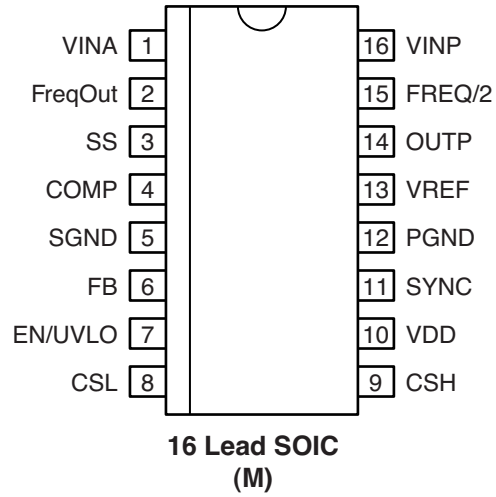 VINA 1 16 VINP
FreqOut 2 15 FREQ/2
SS 3 14 OUTP
COMP 4 13 VREF
SGND 5 12 PGND
FB 6 11 SYNC
EN/UVLO 7 10 VDD
CSL 8 9 CSH
16 Lead SOIC
(M)